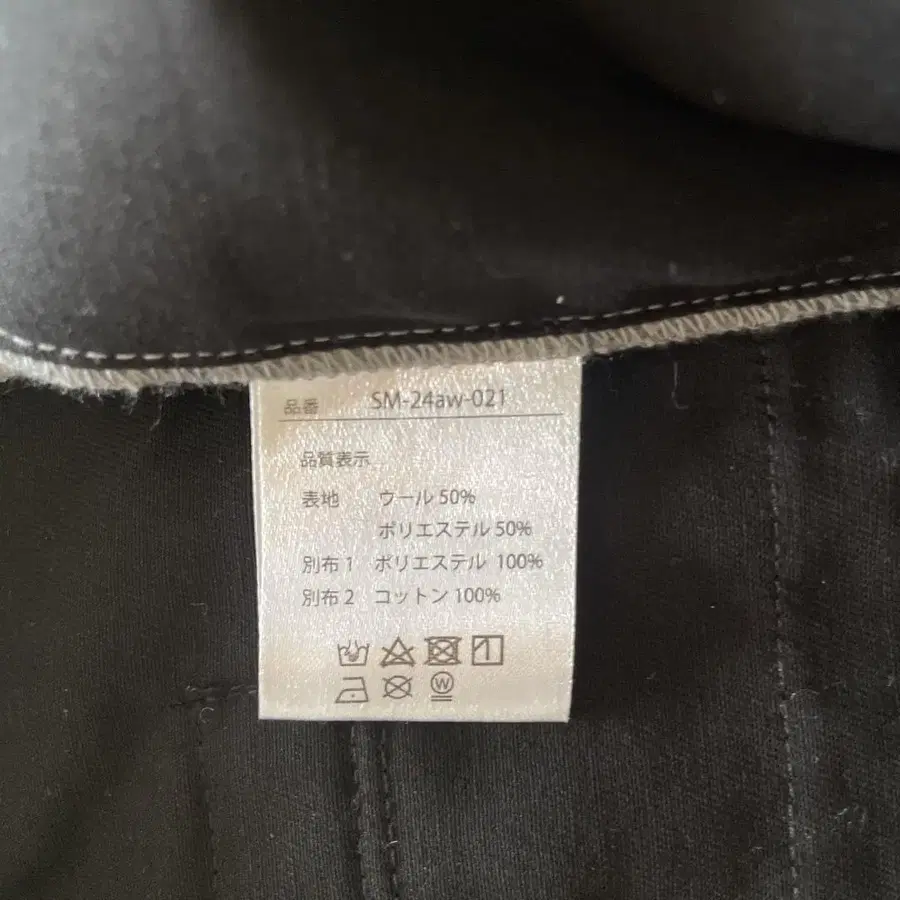 品番 SM-24aw-021
品質表示
表地 ウール 50%
ポリエステル 50%
別布 1 ポリエステル 100%
別布 2 コットン 100%
W